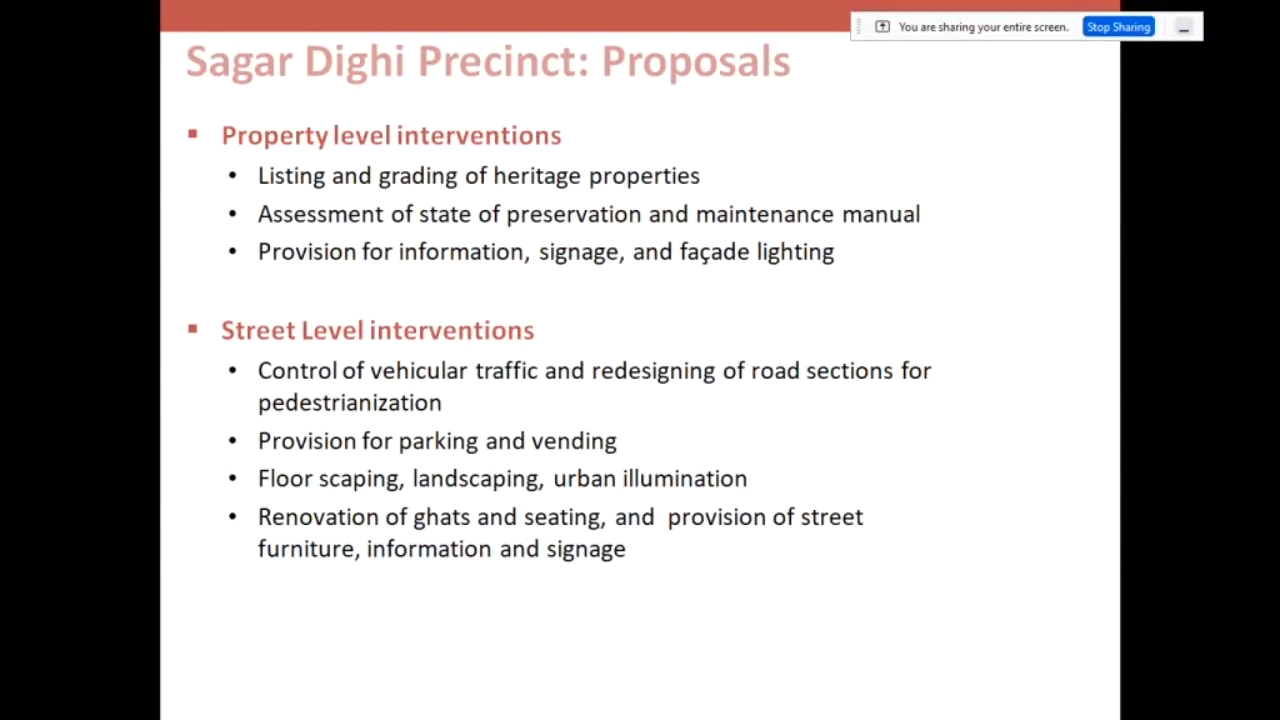 You are sharing your entire screen. Stop Sharing
Sagar Dighi Precinct: Proposals
▪ Property level interventions
• Listing and grading of heritage properties
• Assessment of state of preservation and maintenance manual
• Provision for information, signage, and façade lighting
▪ Street Level interventions
• Control of vehicular traffic and redesigning of road sections for
pedestrianization
• Provision for parking and vending
• Floor scaping, landscaping, urban illumination
• Renovation of ghats and seating, and provision of street
furniture, information and signage